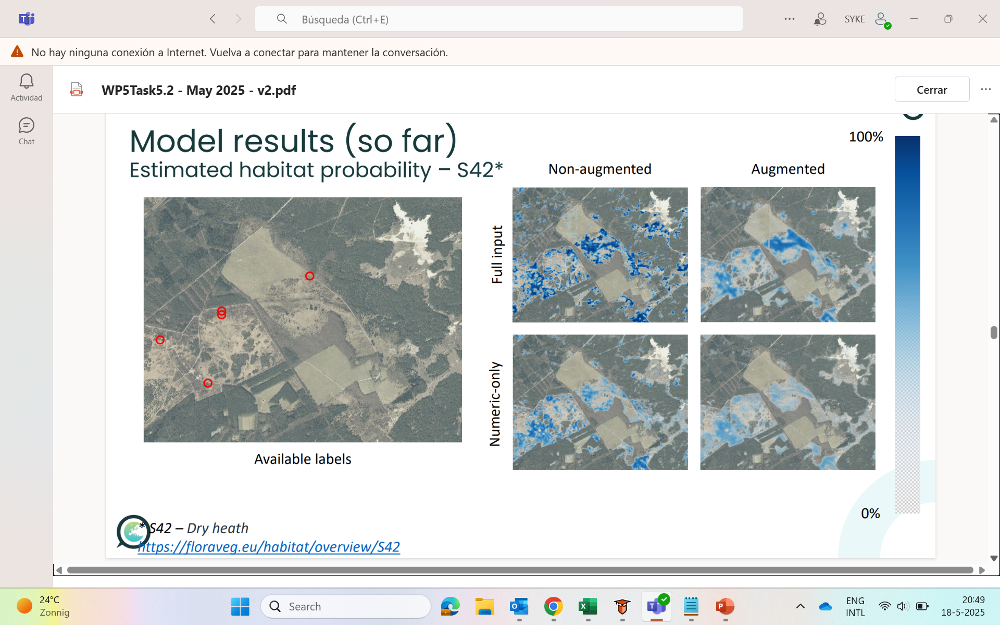 Búsqueda (Ctrl+E)
SYKE
No hay ninguna conexión a Internet. Vuelva a conectar para mantener la conversación.
Actividad
Chat
WP5Task5.2 - May 2025 - v2.pdf
Cerrar
Model results (so far)
Estimated habitat probability – S42*
Non-augmented
Augmented
100%
Full input
Numeric-only
Available labels
0%
* S42 – Dry heath
https://floraveg.eu/habitat/overview/S42
24°C
Zonnig
Search
ENG
INTL
20:49
18-5-2025